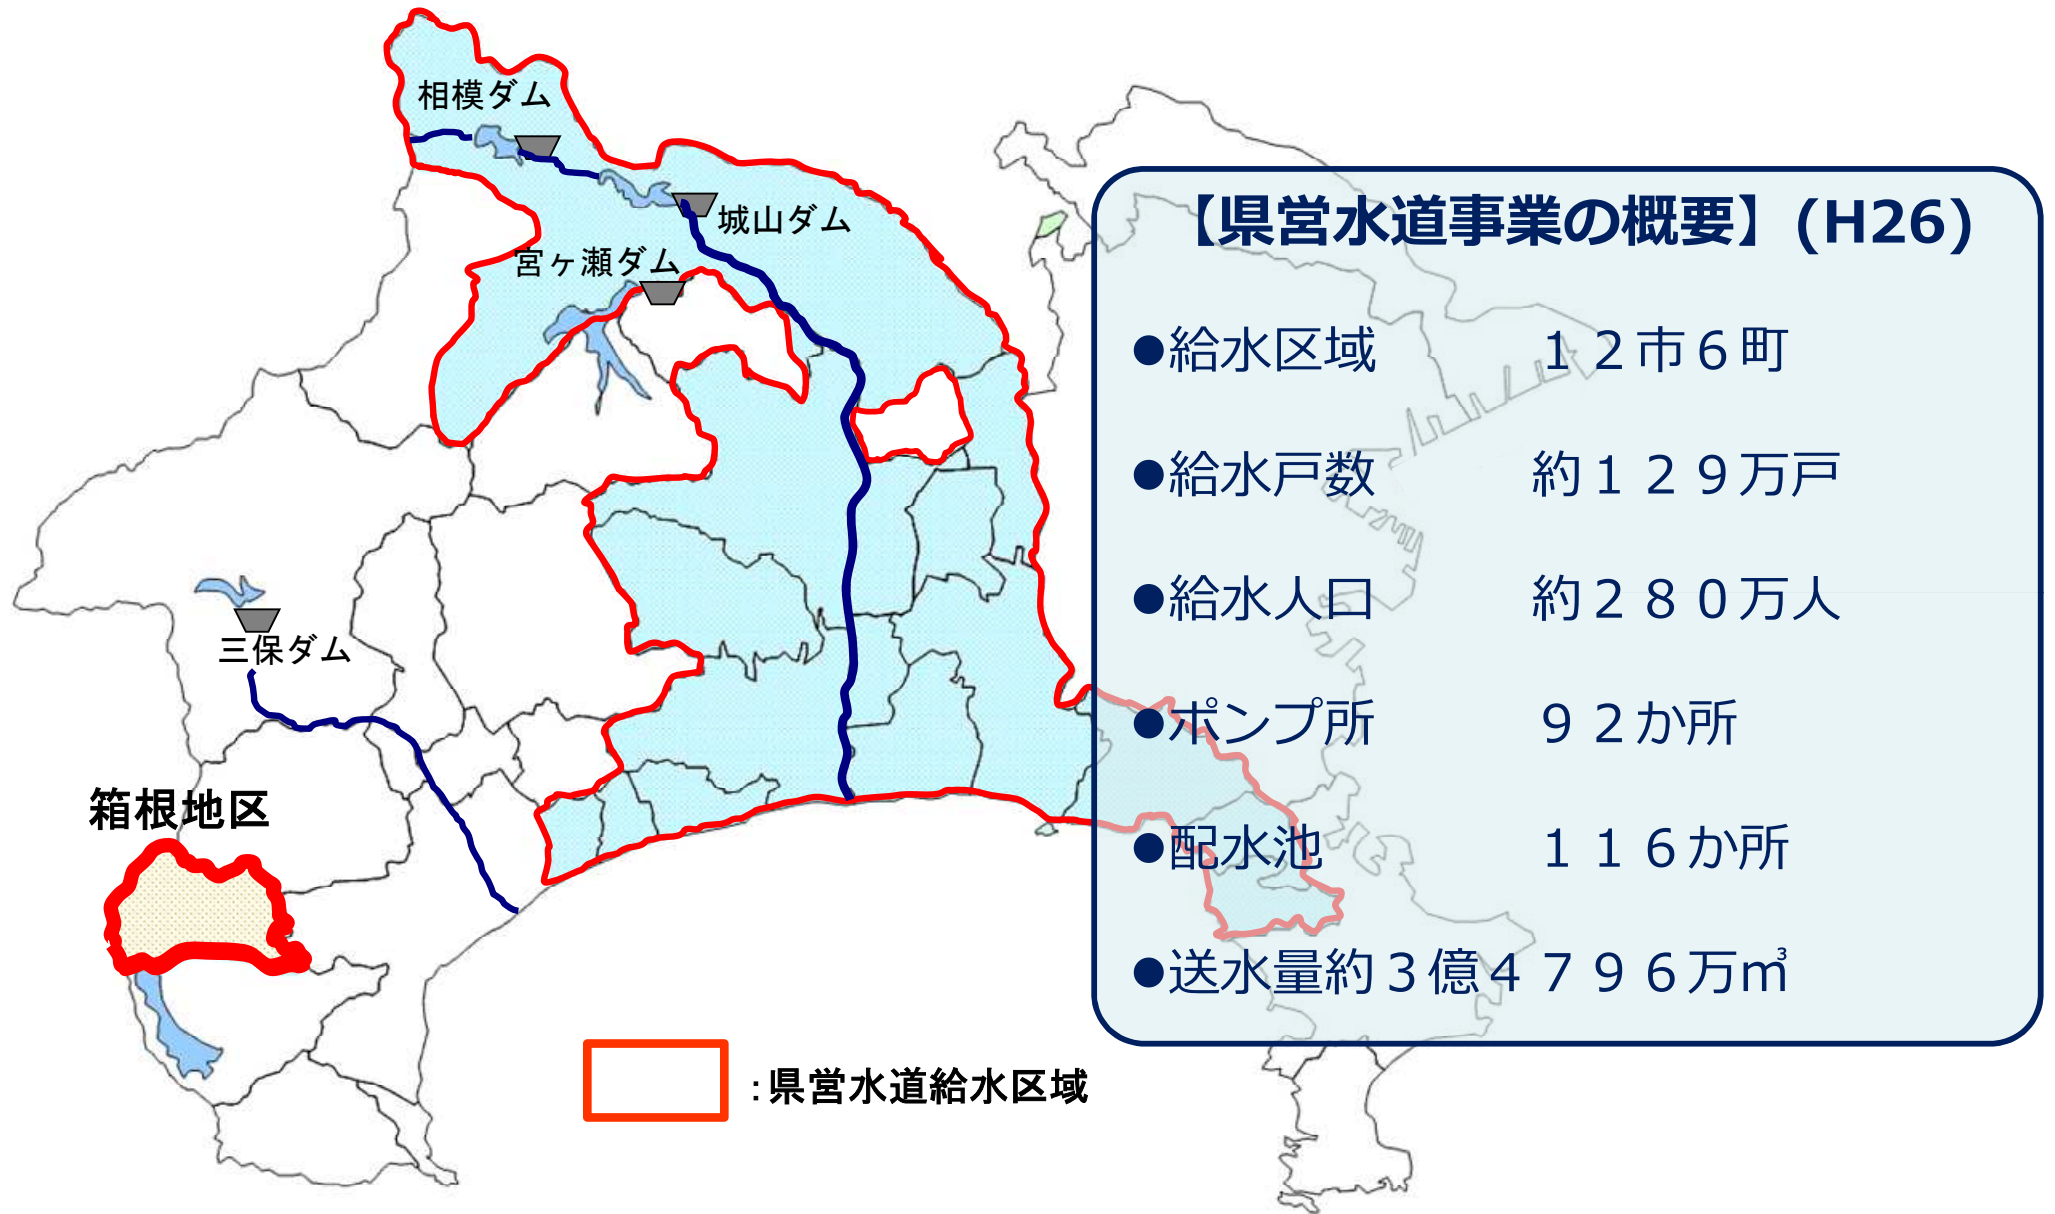 相模ダム
城山ダム
宮ヶ瀬ダム
三保ダム
箱根地区
：県営水道給水区域
【県営水道事業の概要】(H26)
●給水区域　　　１２市６町
●給水戸数　　　約１２９万戸
●給水人口　　　約２８０万人
●ポンプ所　　　９２か所
●配水池　　　　１１６か所
●送水量約３億４７９６万㎥